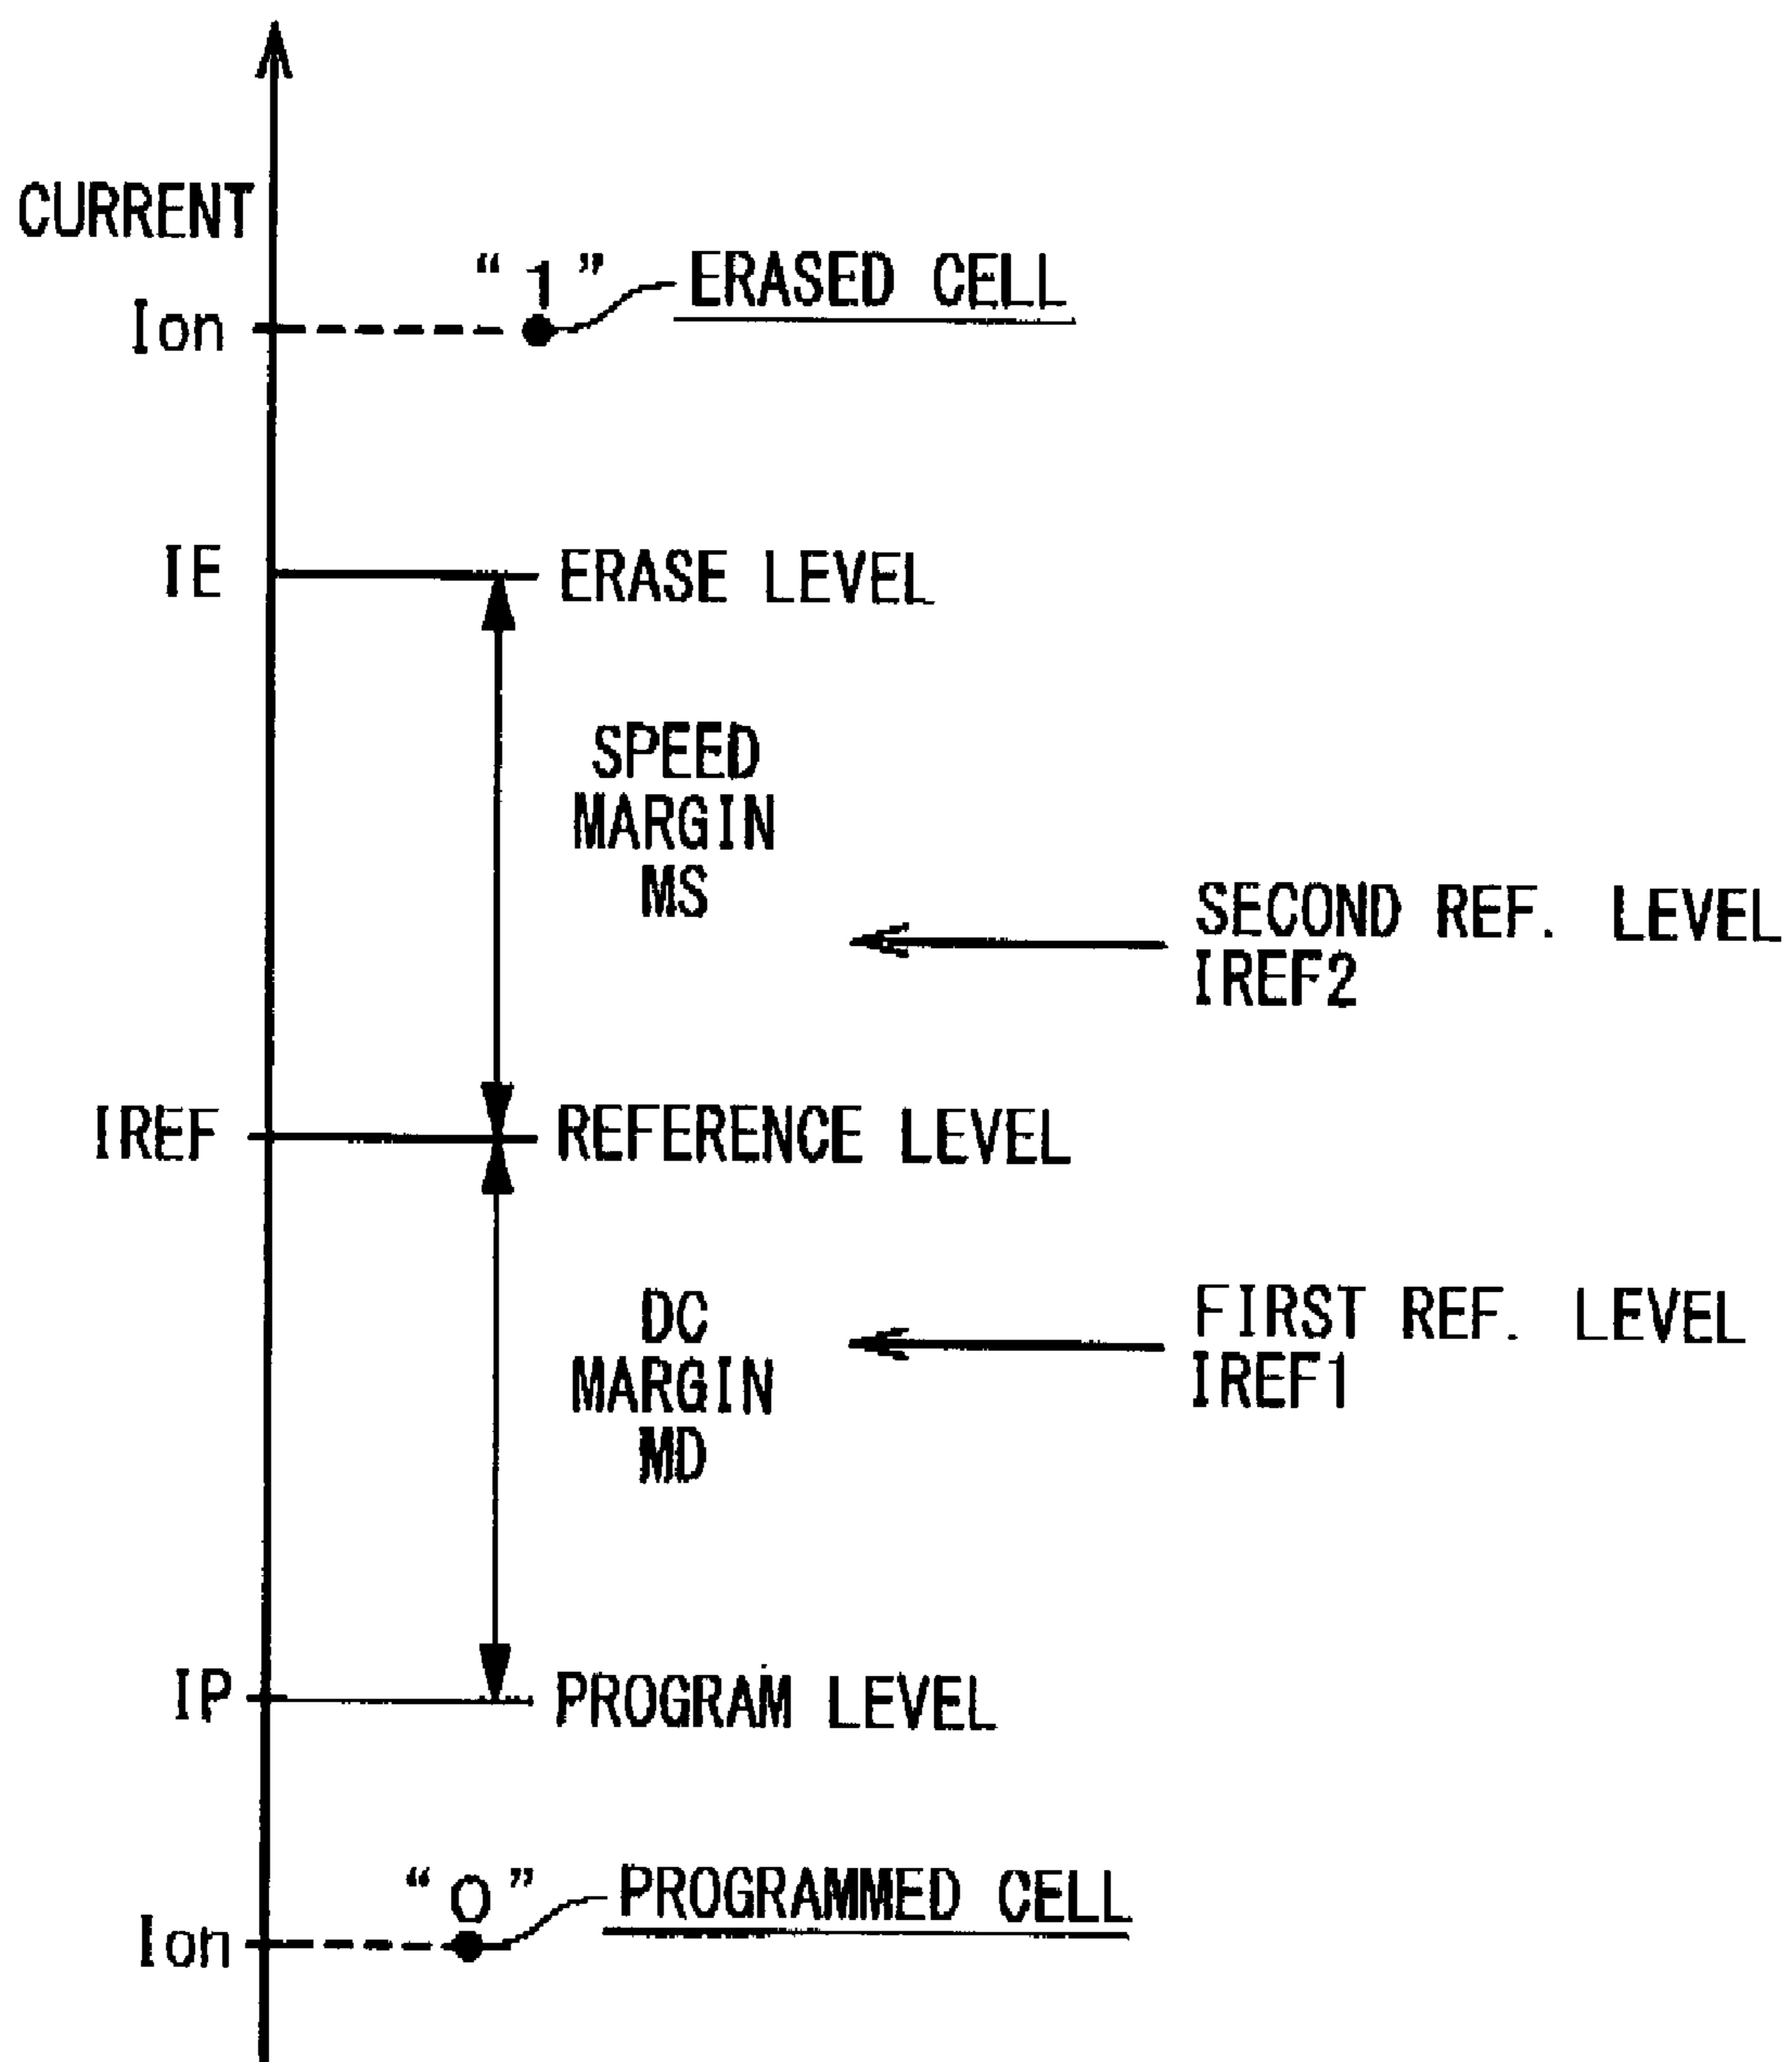 CURRENT
“1” ERASED CELL
Ion
IE ERASE LEVEL
SPEED
MARGIN
MS
SECOND REF. LEVEL
IREF2
IREF REFERENCE LEVEL
FIRST REF. LEVEL
IREF1
DC
MARGIN
MD
IP PROGRAM LEVEL
“0” PROGRAMMED CELL
Ion